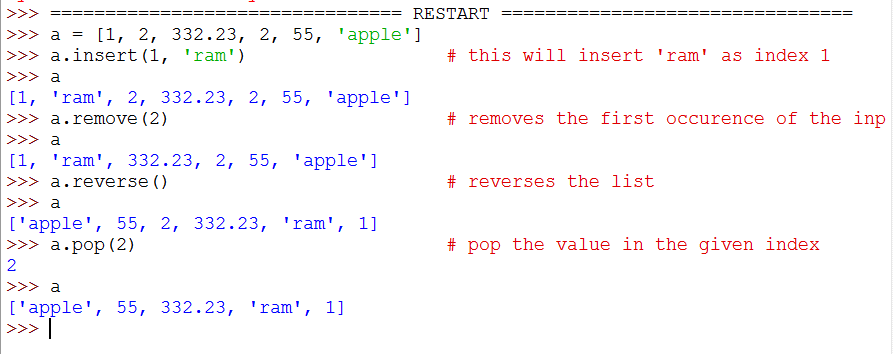 >>> ================================ RESTART ================================
>>> a = [1, 2, 332.23, 2, 55, 'apple']
>>> a.insert(1, 'ram') # this will insert 'ram' as index 1
>>> a
[1, 'ram', 2, 332.23, 2, 55, 'apple']
>>> a.remove(2) # removes the first occurence of the inp
>>> a
[1, 'ram', 332.23, 2, 55, 'apple']
>>> a.reverse() # reverses the list
>>> a
['apple', 55, 2, 332.23, 'ram', 1]
>>> a.pop(2) # pop the value in the given index
2
>>> a
['apple', 55, 332.23, 'ram', 1]
>>>